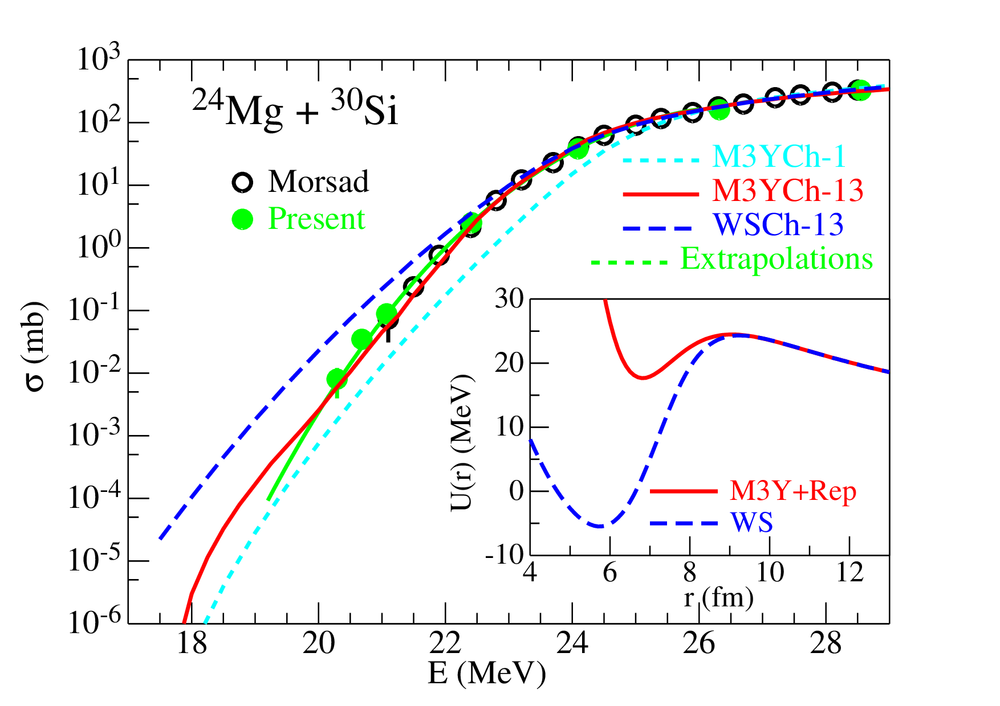 10³
10²
10¹
10⁰
10⁻¹
10⁻²
10⁻³
10⁻⁴
10⁻⁵
10⁻⁶
σ (mb)
²⁴Mg + ³⁰Si
Morsad
Present
M3YCh-1
M3YCh-13
WSCh-13
Extrapolations
30
20
10
0
-10
U(r) (MeV)
M3Y+Rep
WS
4 6 8 10 12
r (fm)
18 20 22 24 26 28
E (MeV)